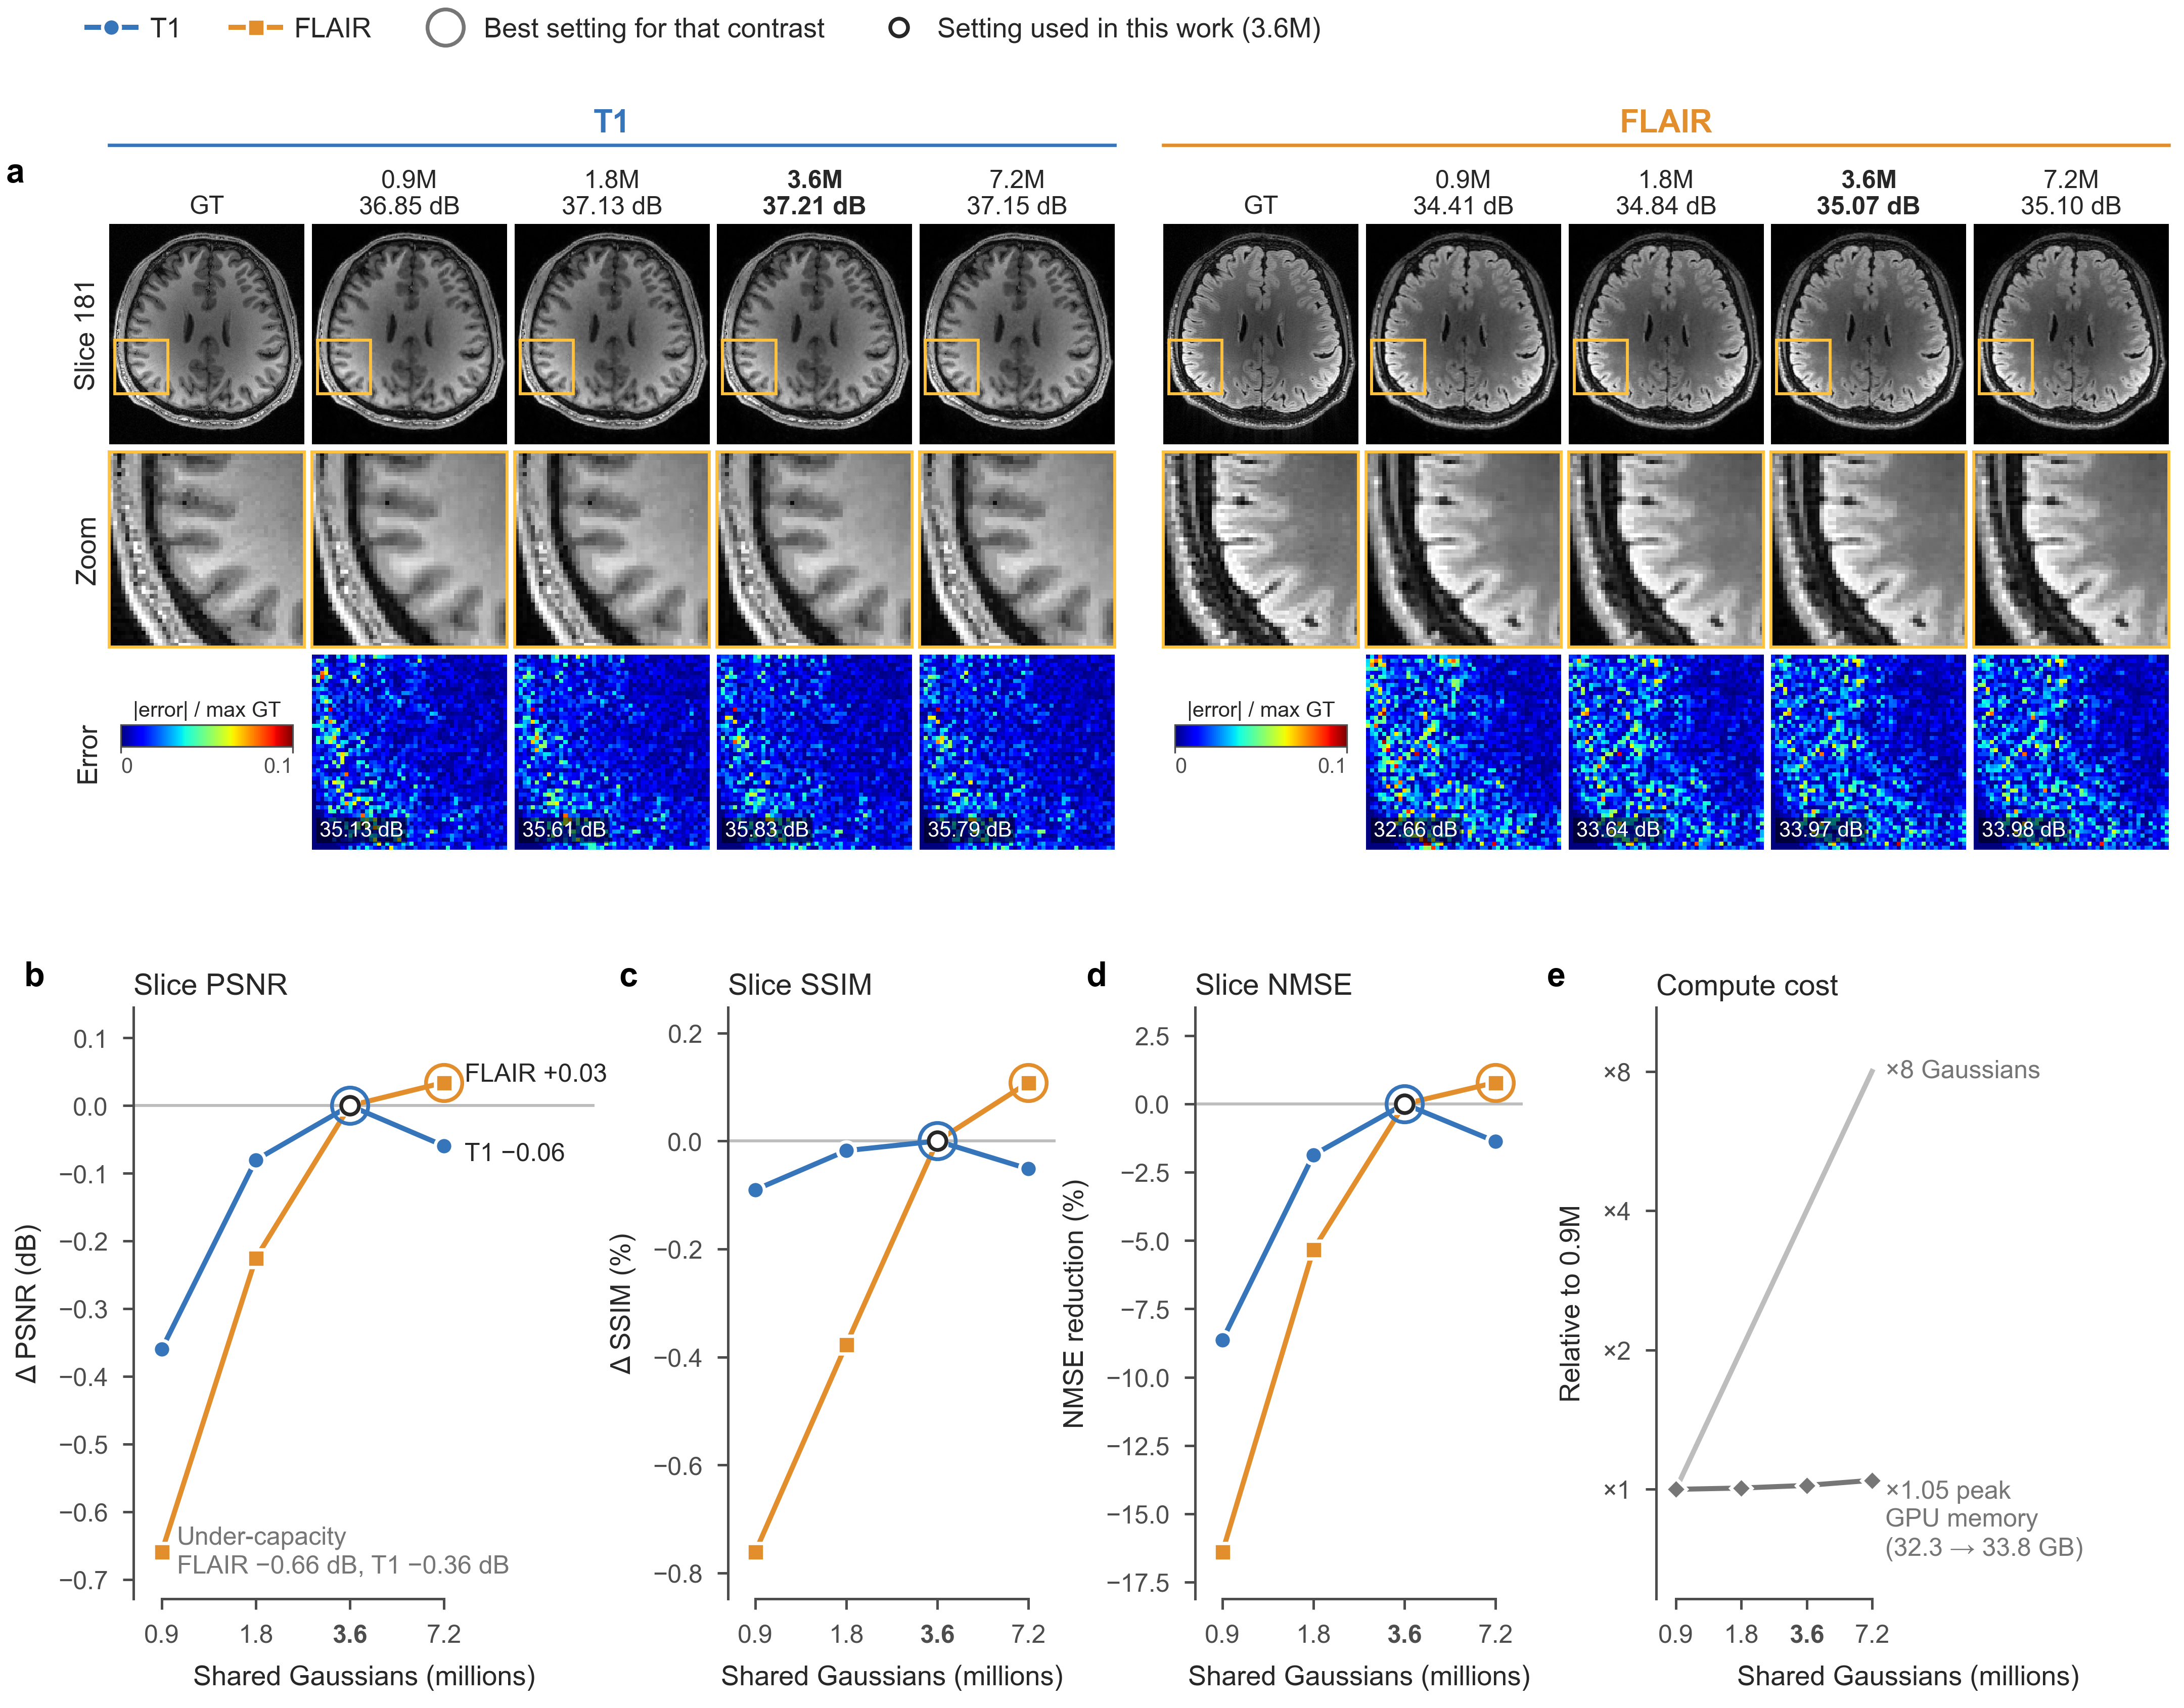 T1
FLAIR
Best setting for that contrast
Setting used in this work (3.6M)
T1
FLAIR
a
GT
0.9M
36.85 dB
1.8M
37.13 dB
3.6M
37.21 dB
7.2M
37.15 dB
GT
0.9M
34.41 dB
1.8M
34.84 dB
3.6M
35.07 dB
7.2M
35.10 dB
Slice 181
Zoom
Error
|error| / max GT
0 0.1
35.13 dB
35.61 dB
35.83 dB
35.79 dB
|error| / max GT
0 0.1
32.66 dB
33.64 dB
33.97 dB
33.98 dB
b
Slice PSNR
Δ PSNR (dB)
0.1
0.0
−0.1
−0.2
−0.3
−0.4
−0.5
−0.6
−0.7
FLAIR +0.03
T1 −0.06
Under-capacity
FLAIR −0.66 dB, T1 −0.36 dB
0.9 1.8 3.6 7.2
Shared Gaussians (millions)
c
Slice SSIM
Δ SSIM (%)
0.2
0.0
−0.2
−0.4
−0.6
−0.8
0.9 1.8 3.6 7.2
Shared Gaussians (millions)
d
Slice NMSE
NMSE reduction (%)
2.5
0.0
−2.5
−5.0
−7.5
−10.0
−12.5
−15.0
−17.5
0.9 1.8 3.6 7.2
Shared Gaussians (millions)
e
Compute cost
Relative to 0.9M
×8
×4
×2
×1
×8 Gaussians
×1.05 peak
GPU memory
(32.3 → 33.8 GB)
0.9 1.8 3.6 7.2
Shared Gaussians (millions)